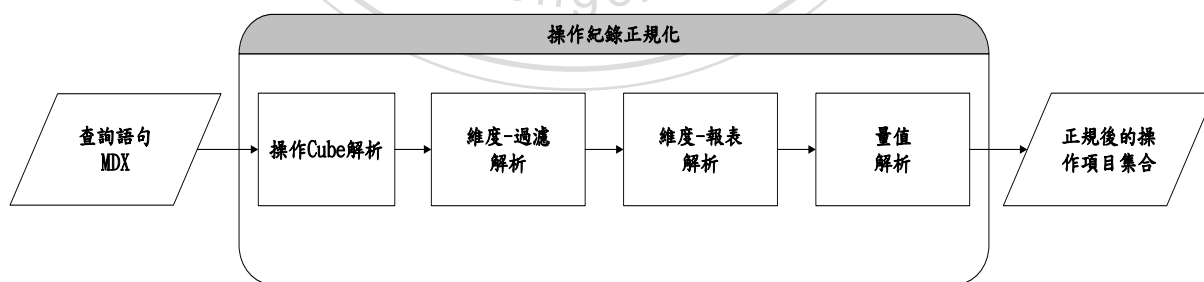 操作紀錄正規化
查詢語句
MDX
操作Cube解析
維度-過濾
解析
維度-報表
解析
量值
解析
正規後的操
作項目集合